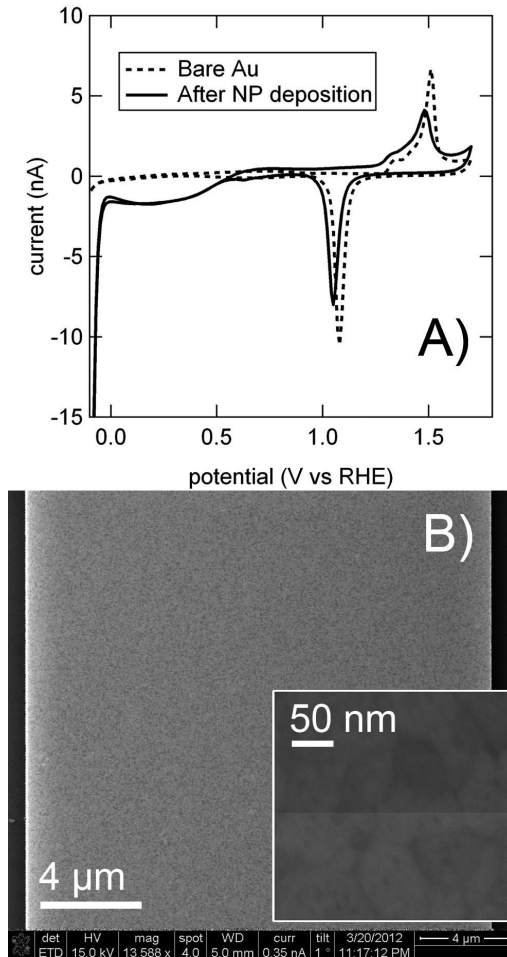 10
Bare Au
After NP deposition
5
0
-5
-10
-15
current (nA)
A)
0.0 0.5 1.0 1.5
potential (V vs RHE)
B)
50 nm
4 µm
det HV mag spot WD curr tilt 3/20/2012 4 µm
ETD 15.0 kV 13 588 x 4.0 5.0 mm 0.35 nA 1 ° 11:17:12 PM